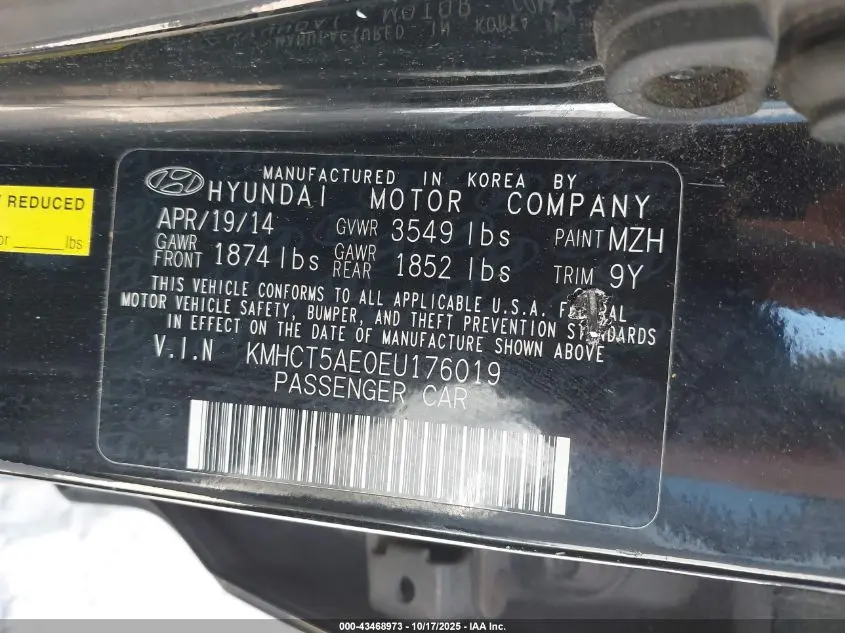 MANUFACTURED IN KOREA BY
HYUNDAI MOTOR COMPANY
APR/19/14 GVWR 3549 lbs PAINT MZH
GAWR FRONT 1874 lbs GAWR REAR 1852 lbs TRIM 9Y
THIS VEHICLE CONFORMS TO ALL APPLICABLE U.S.A.
MOTOR VEHICLE SAFETY, BUMPER, AND THEFT PREVENTION
IN EFFECT ON THE DATE OF MANUFACTURE SHOWN ABOVE
V.I.N KMHCT5AE0EU176019
PASSENGER CAR
REDUCED
lbs
000-43468973 / 10/17/2025 - IAA Inc.